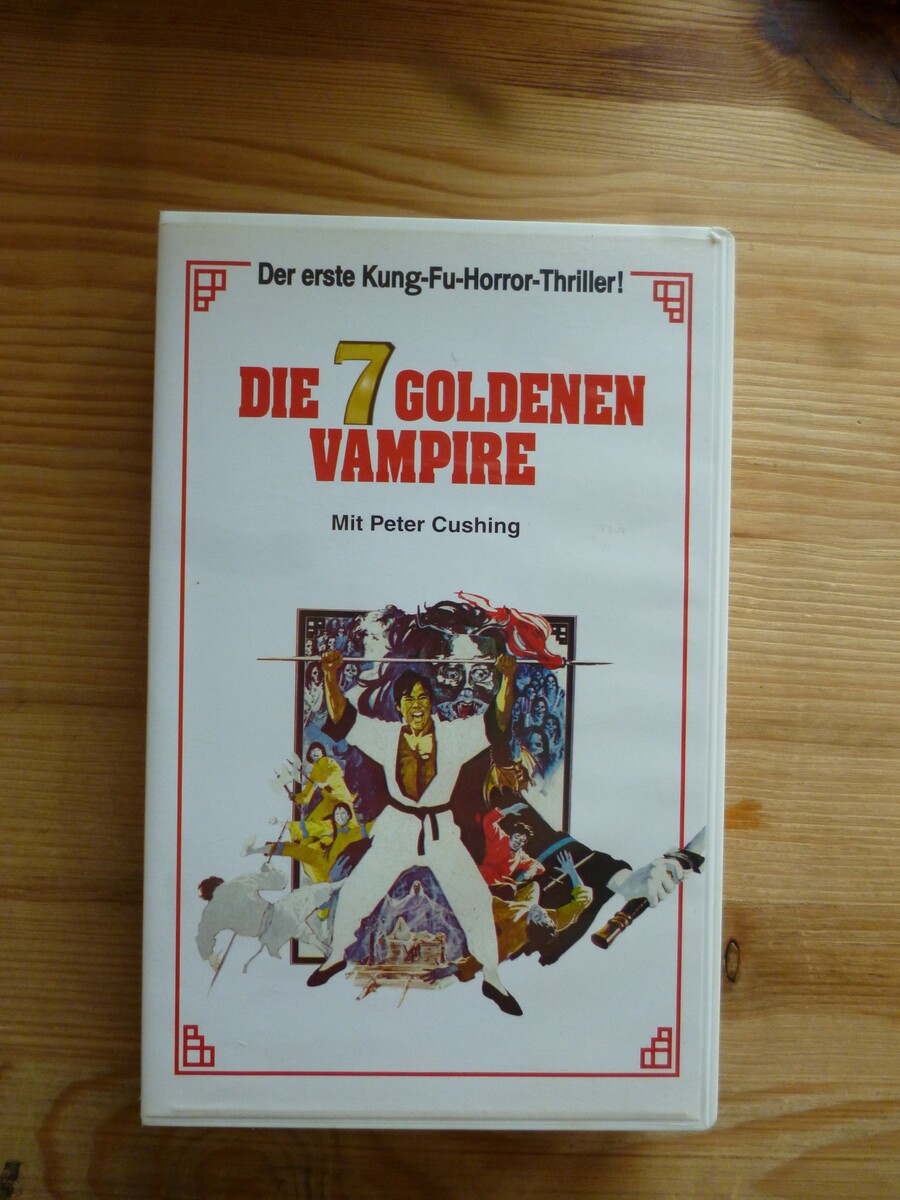 Der erste Kung-Fu-Horror-Thriller!
DIE 7 GOLDENEN
VAMPIRE
Mit Peter Cushing